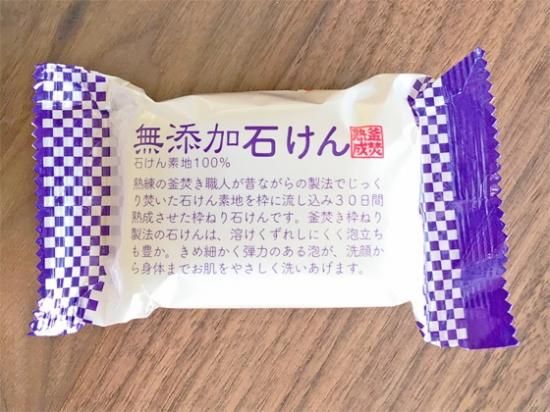 無添加石けん
釜焚
熟成
石けん素地100%
熟練の釜焚き職人が昔ながらの製法でじっく
り焚いた石けん素地を枠に流し込み30日間
熟成させた枠ねり石けんです。釜焚き枠ねり
製法の石けんは、溶けくずれしにくく泡立ち
も豊か。きめ細かく弾力のある泡が、洗顔か
ら身体までお肌をやさしく洗いあげます。